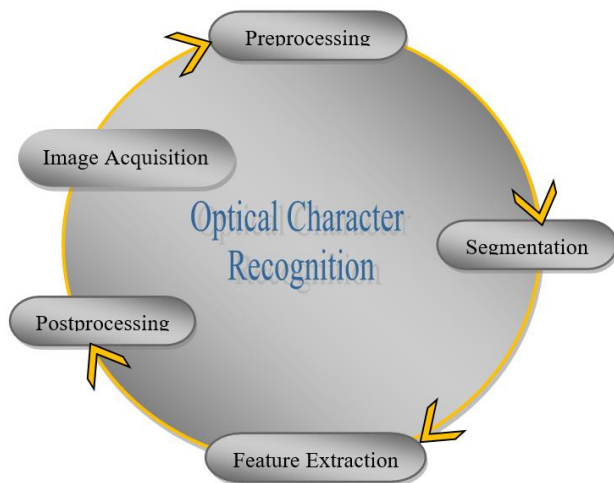 Preprocessing
Image Acquisition
Optical Character
Recognition
Segmentation
Postprocessing
Feature Extraction